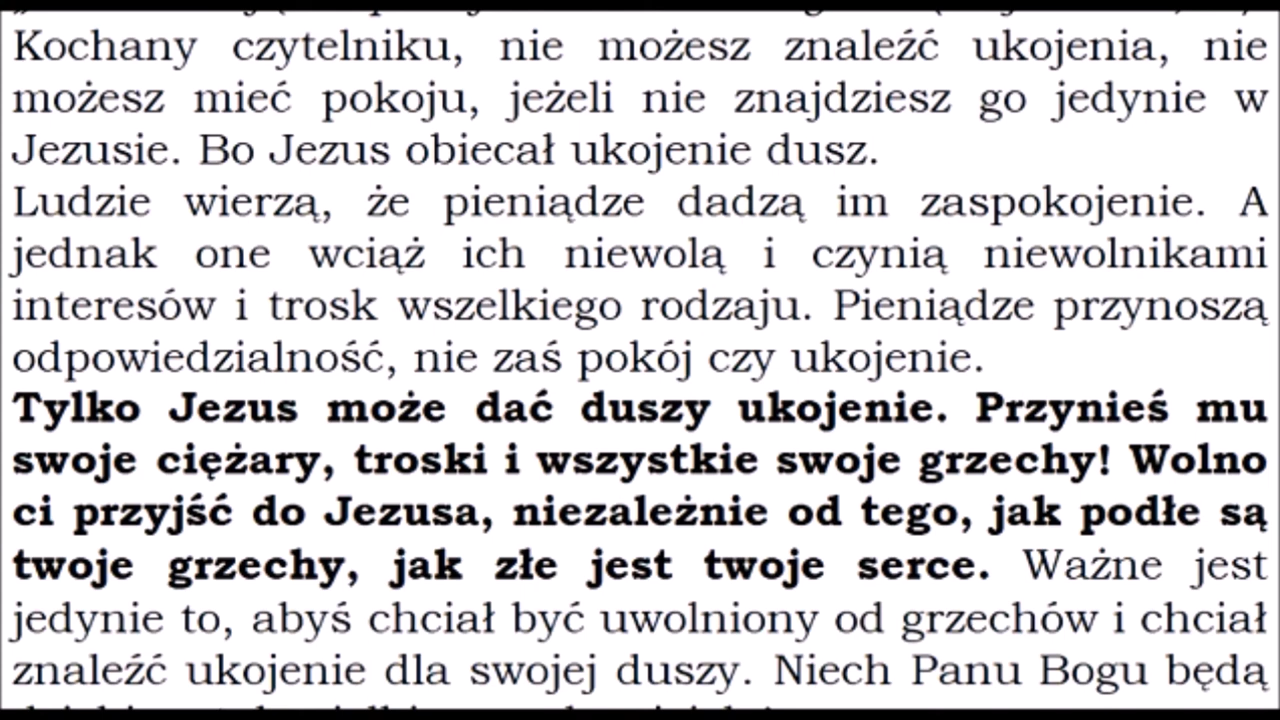 Kochany czytelniku, nie możesz znaleźć ukojenia, nie
możesz mieć pokoju, jeżeli nie znajdziesz go jedynie w
Jezusie. Bo Jezus obiecał ukojenie dusz.
Ludzie wierzą, że pieniądze dadzą im zaspokojenie. A
jednak one wciąż ich niewolą i czynią niewolnikami
interesów i trosk wszelkiego rodzaju. Pieniądze przynoszą
odpowiedzialność, nie zaś pokój czy ukojenie.
Tylko Jezus może dać duszy ukojenie. Przynieś mu
swoje ciężary, troski i wszystkie swoje grzechy! Wolno
ci przyjść do Jezusa, niezależnie od tego, jak podłe są
twoje grzechy, jak złe jest twoje serce. Ważne jest
jedynie to, abyś chciał być uwolniony od grzechów i chciał
znaleźć ukojenie dla swojej duszy. Niech Panu Bogu będą